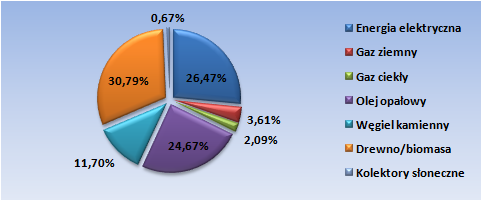 0,67%
26,47%
3,61%
2,09%
24,67%
11,70%
30,79%
Energia elektryczna
Gaz ziemny
Gaz ciekły
Olej opałowy
Węgiel kamienny
Drewno/biomasa
Kolektory słoneczne